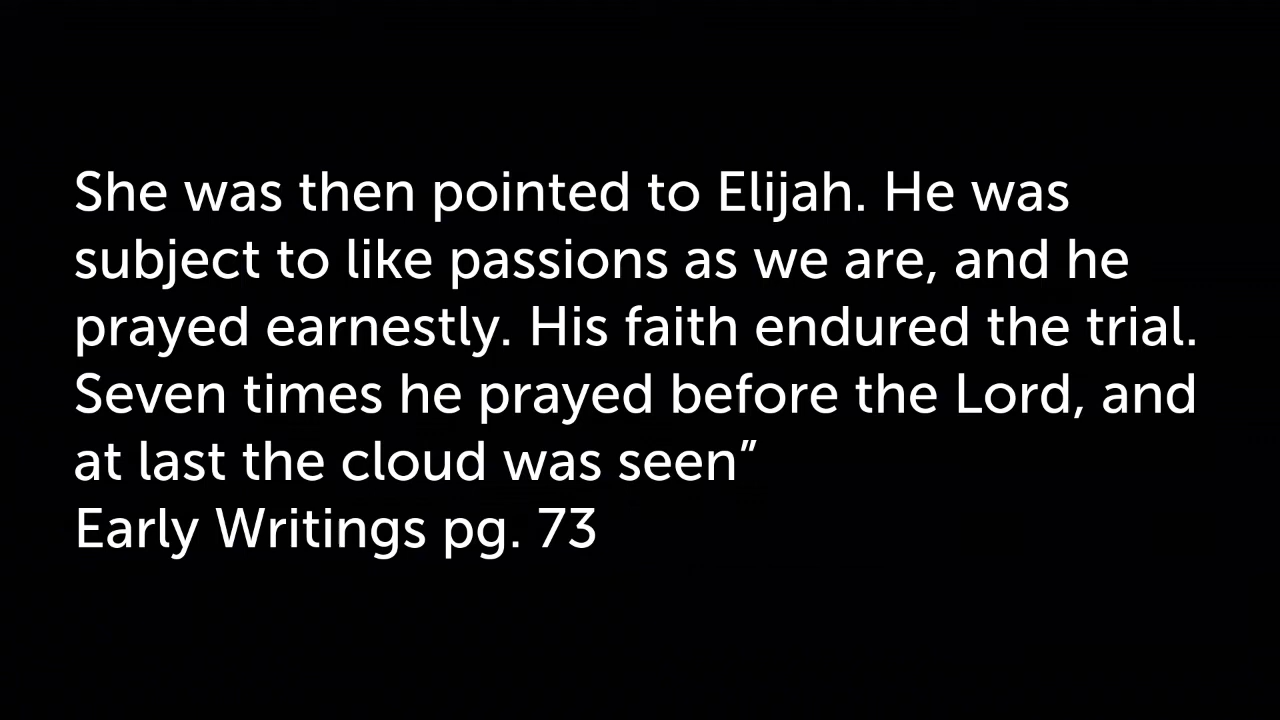 She was then pointed to Elijah. He was
subject to like passions as we are, and he
prayed earnestly. His faith endured the trial.
Seven times he prayed before the Lord, and
at last the cloud was seen”
Early Writings pg. 73